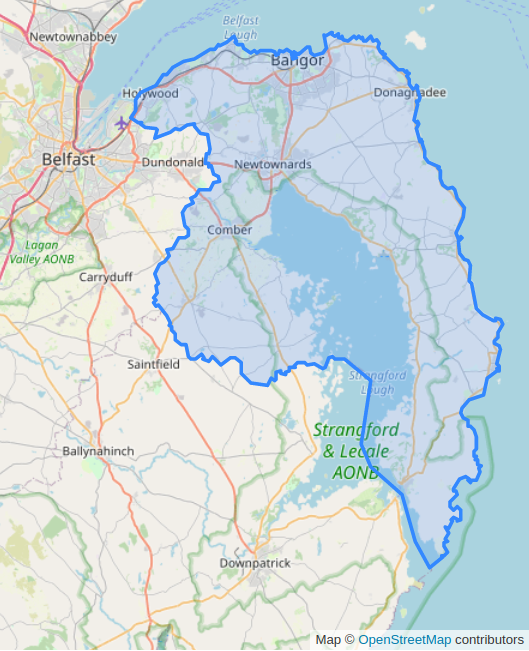 Belfast
Lough
Newtownabbey
Bangor
Holywood
Donaghadee
Belfast
Dundonald
Newtownards
Comber
Lagan
Valley AONB
Carryduff
Saintfield
Strangford
Lough
Strangford
& Lecale
AONB
Ballynahinch
Downpatrick
Map © OpenStreetMap contributors